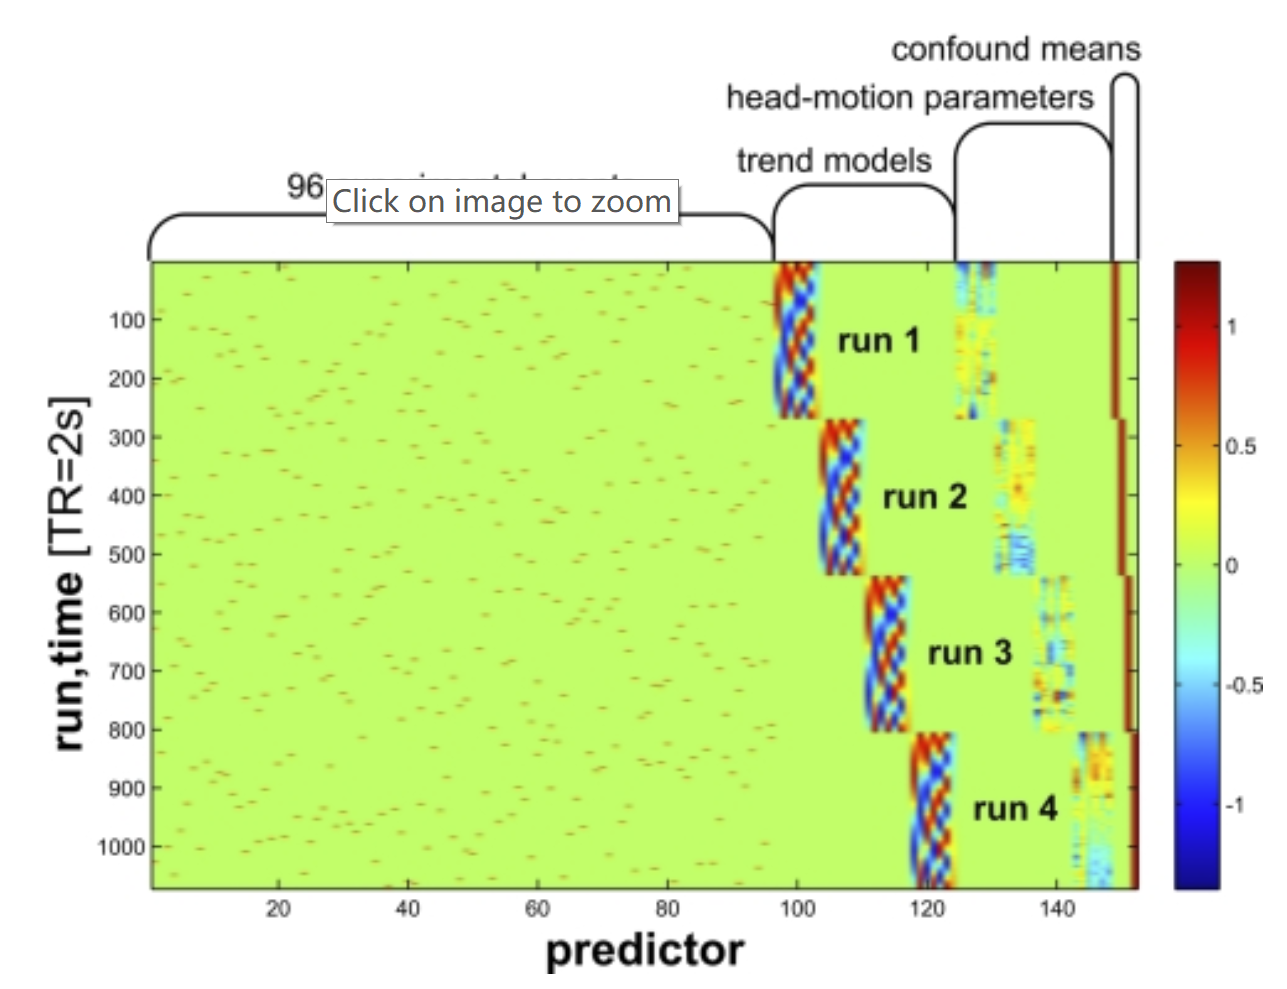 confound means
head-motion parameters
trend models
96
Click on image to zoom
run 1
run 2
run 3
run 4
100
200
300
400
500
600
700
800
900
1000
run,time [TR=2s]
20 40 60 80 100 120 140
predictor
1
0.5
0
-0.5
-1